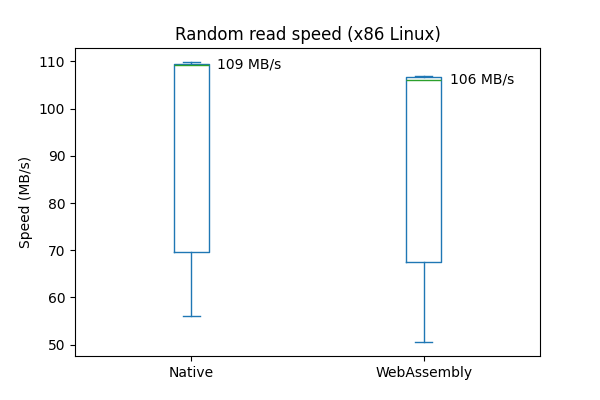 Random read speed (x86 Linux)
110
100
90
80
70
60
50
Speed (MB/s)
109 MB/s
106 MB/s
Native
WebAssembly